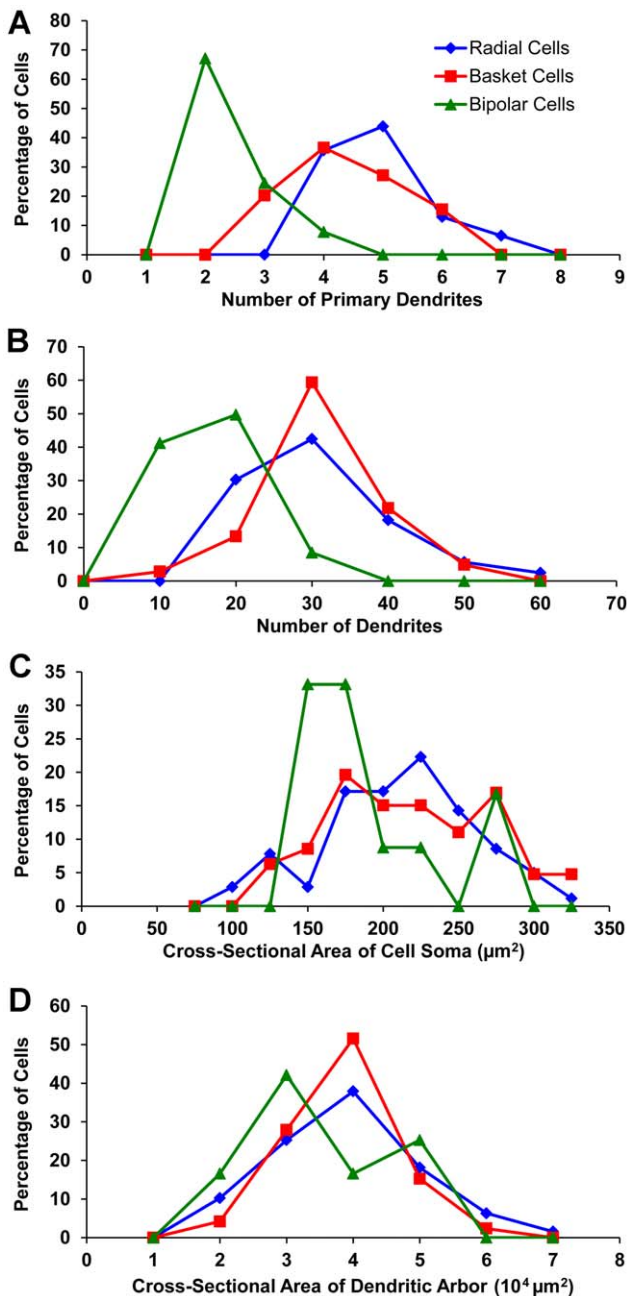 A
Percentage of Cells
80
70
60
50
40
30
20
10
0
Radial Cells
Basket Cells
Bipolar Cells
0 1 2 3 4 5 6 7 8 9
Number of Primary Dendrites
B
Percentage of Cells
70
60
50
40
30
20
10
0
0 10 20 30 40 50 60 70
Number of Dendrites
C
Percentage of Cells
35
30
25
20
15
10
5
0
0 50 100 150 200 250 300 350
Cross-Sectional Area of Cell Soma (µm²)
D
Percentage of Cells
60
50
40
30
20
10
0
0 1 2 3 4 5 6 7 8
Cross-Sectional Area of Dendritic Arbor (10⁴ µm²)